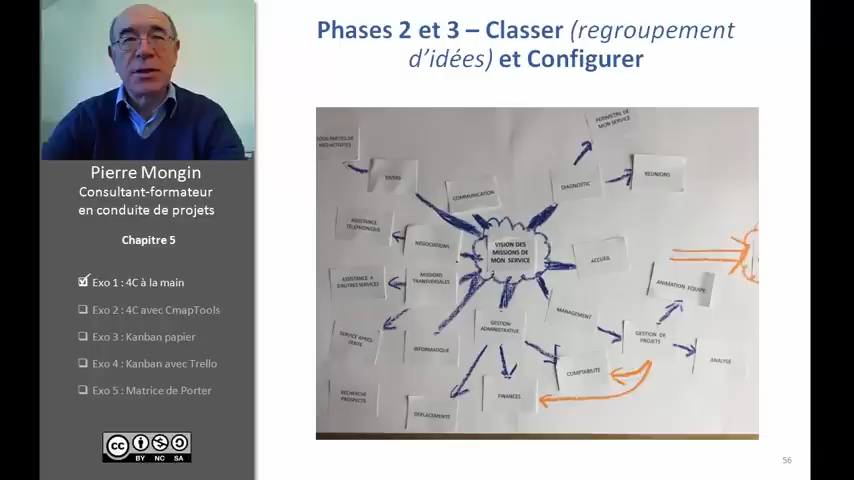 Phases 2 et 3 – Classer (regroupement
d’idées) et Configurer
Pierre Mongin
Consultant-formateur
en conduite de projets
Chapitre 5
Exo 1 : 4C à la main
Exo 2 : 4C avec CmapTools
Exo 3 : Kanban papier
Exo 4 : Kanban avec Trello
Exo 5 : Matrice de Porter
cc
BY NC SA
PERIMETRE DE
MON SERVICE
DIVERS
COMMUNICATION
DIAGNOSTIC
REUNIONS
ASSISTANCE
TELEPHONIQUE
NEGOCIATIONS
VISION DES
MISSIONS DE
MON SERVICE
ACCUEIL
ASSISTANCE A
D'AUTRES SERVICES
MISSIONS
TRANSVERSALES
ANIMATION EQUIPE
MANAGEMENT
SERVICE APRES
VENTE
INFORMATIQUE
GESTION
ADMINISTRATIVE
GESTION DE
PROJETS
ANALYSE
COMPTABILITE
RECHERCHE
PROSPECTS
DEPLACEMENTS
FINANCES
56